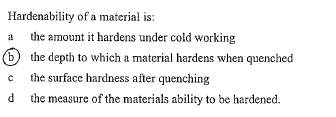 Hardenability of a material is:
a the amount it hardens under cold working
b the depth to which a material hardens when quenched
c the surface hardness after quenching
d the measure of the materials ability to be hardened.